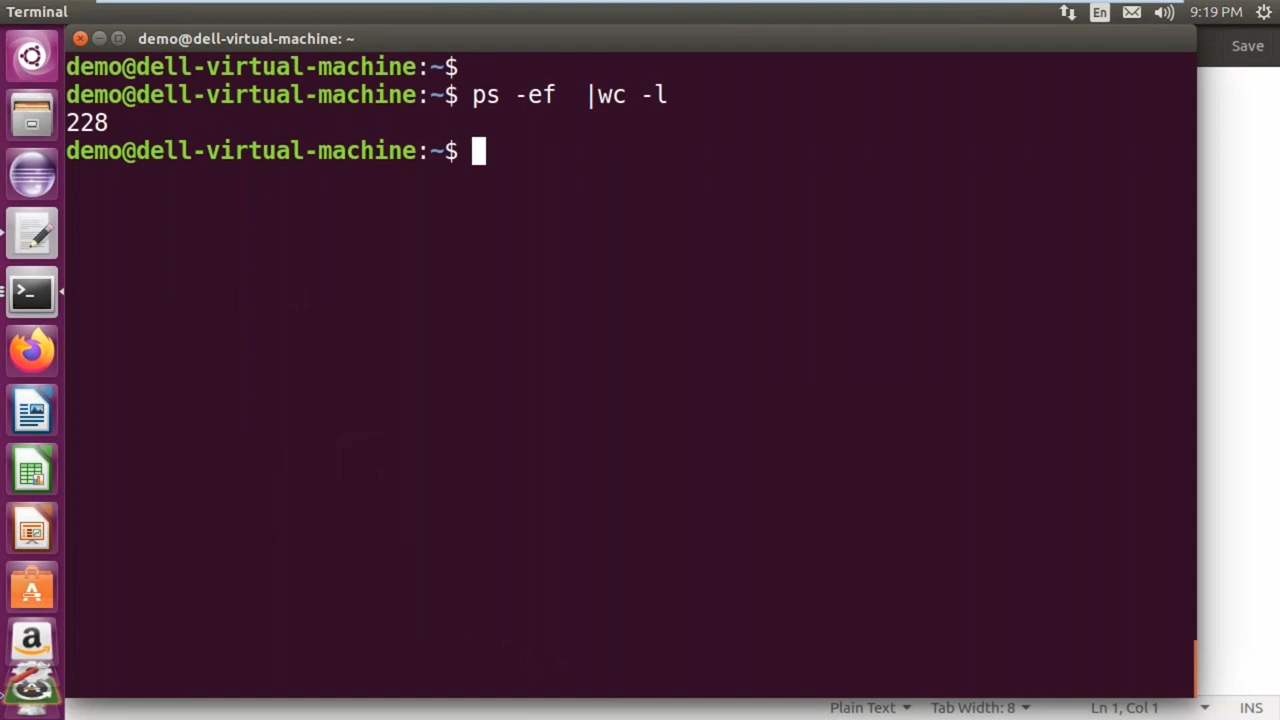 Terminal
En
9:19 PM
demo@dell-virtual-machine: ~
Save
demo@dell-virtual-machine:~$
demo@dell-virtual-machine:~$ ps -ef  |wc -l
228
demo@dell-virtual-machine:~$
Plain Text
Tab Width: 8
Ln 1, Col 1
INS